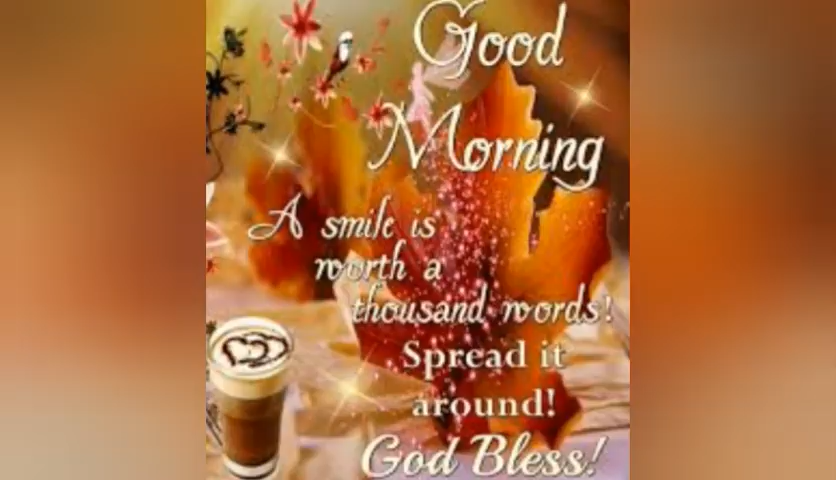 Good
Morning
A smile is
worth a
thousand words!
Spread it
around!
God Bless!